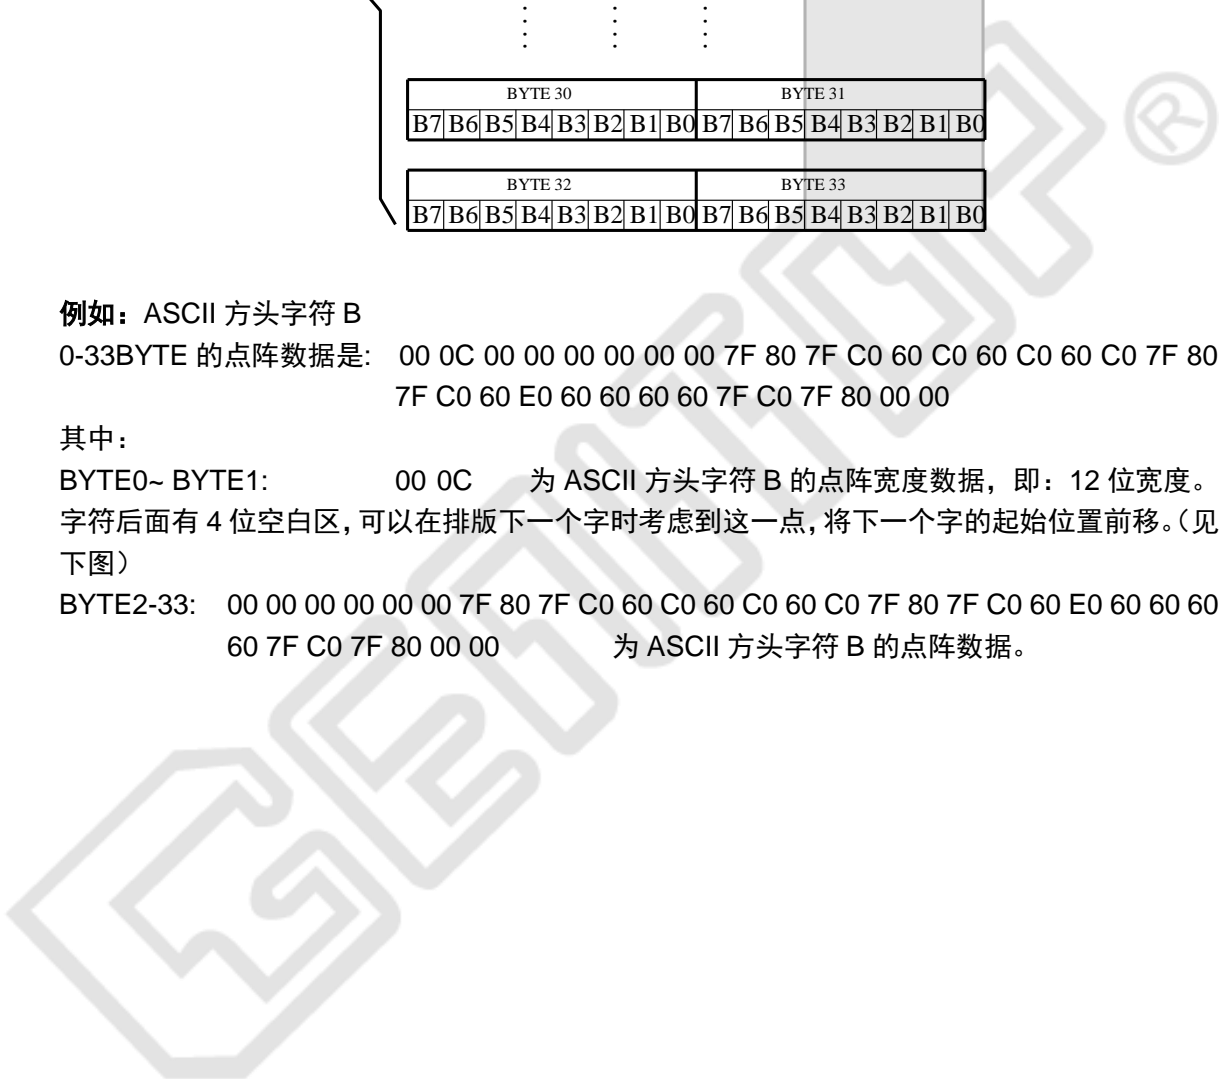 BYTE 30 BYTE 31
B7 B6 B5 B4 B3 B2 B1 B0 B7 B6 B5 B4 B3 B2 B1 B0
BYTE 32 BYTE 33
B7 B6 B5 B4 B3 B2 B1 B0 B7 B6 B5 B4 B3 B2 B1 B0
例如：ASCII 方头字符 B
0-33BYTE 的点阵数据是: 00 0C 00 00 00 00 00 00 7F 80 7F C0 60 C0 60 C0 60 C0 7F 80
7F C0 60 E0 60 60 60 60 7F C0 7F 80 00 00
其中：
BYTE0~ BYTE1: 00 0C 为 ASCII 方头字符 B 的点阵宽度数据，即：12 位宽度。
字符后面有 4 位空白区，可以在排版下一个字时考虑到这一点，将下一个字的起始位置前移。（见
下图）
BYTE2-33: 00 00 00 00 00 00 7F 80 7F C0 60 C0 60 C0 60 C0 7F 80 7F C0 60 E0 60 60 60
60 7F C0 7F 80 00 00 为 ASCII 方头字符 B 的点阵数据。
GENITOP ®